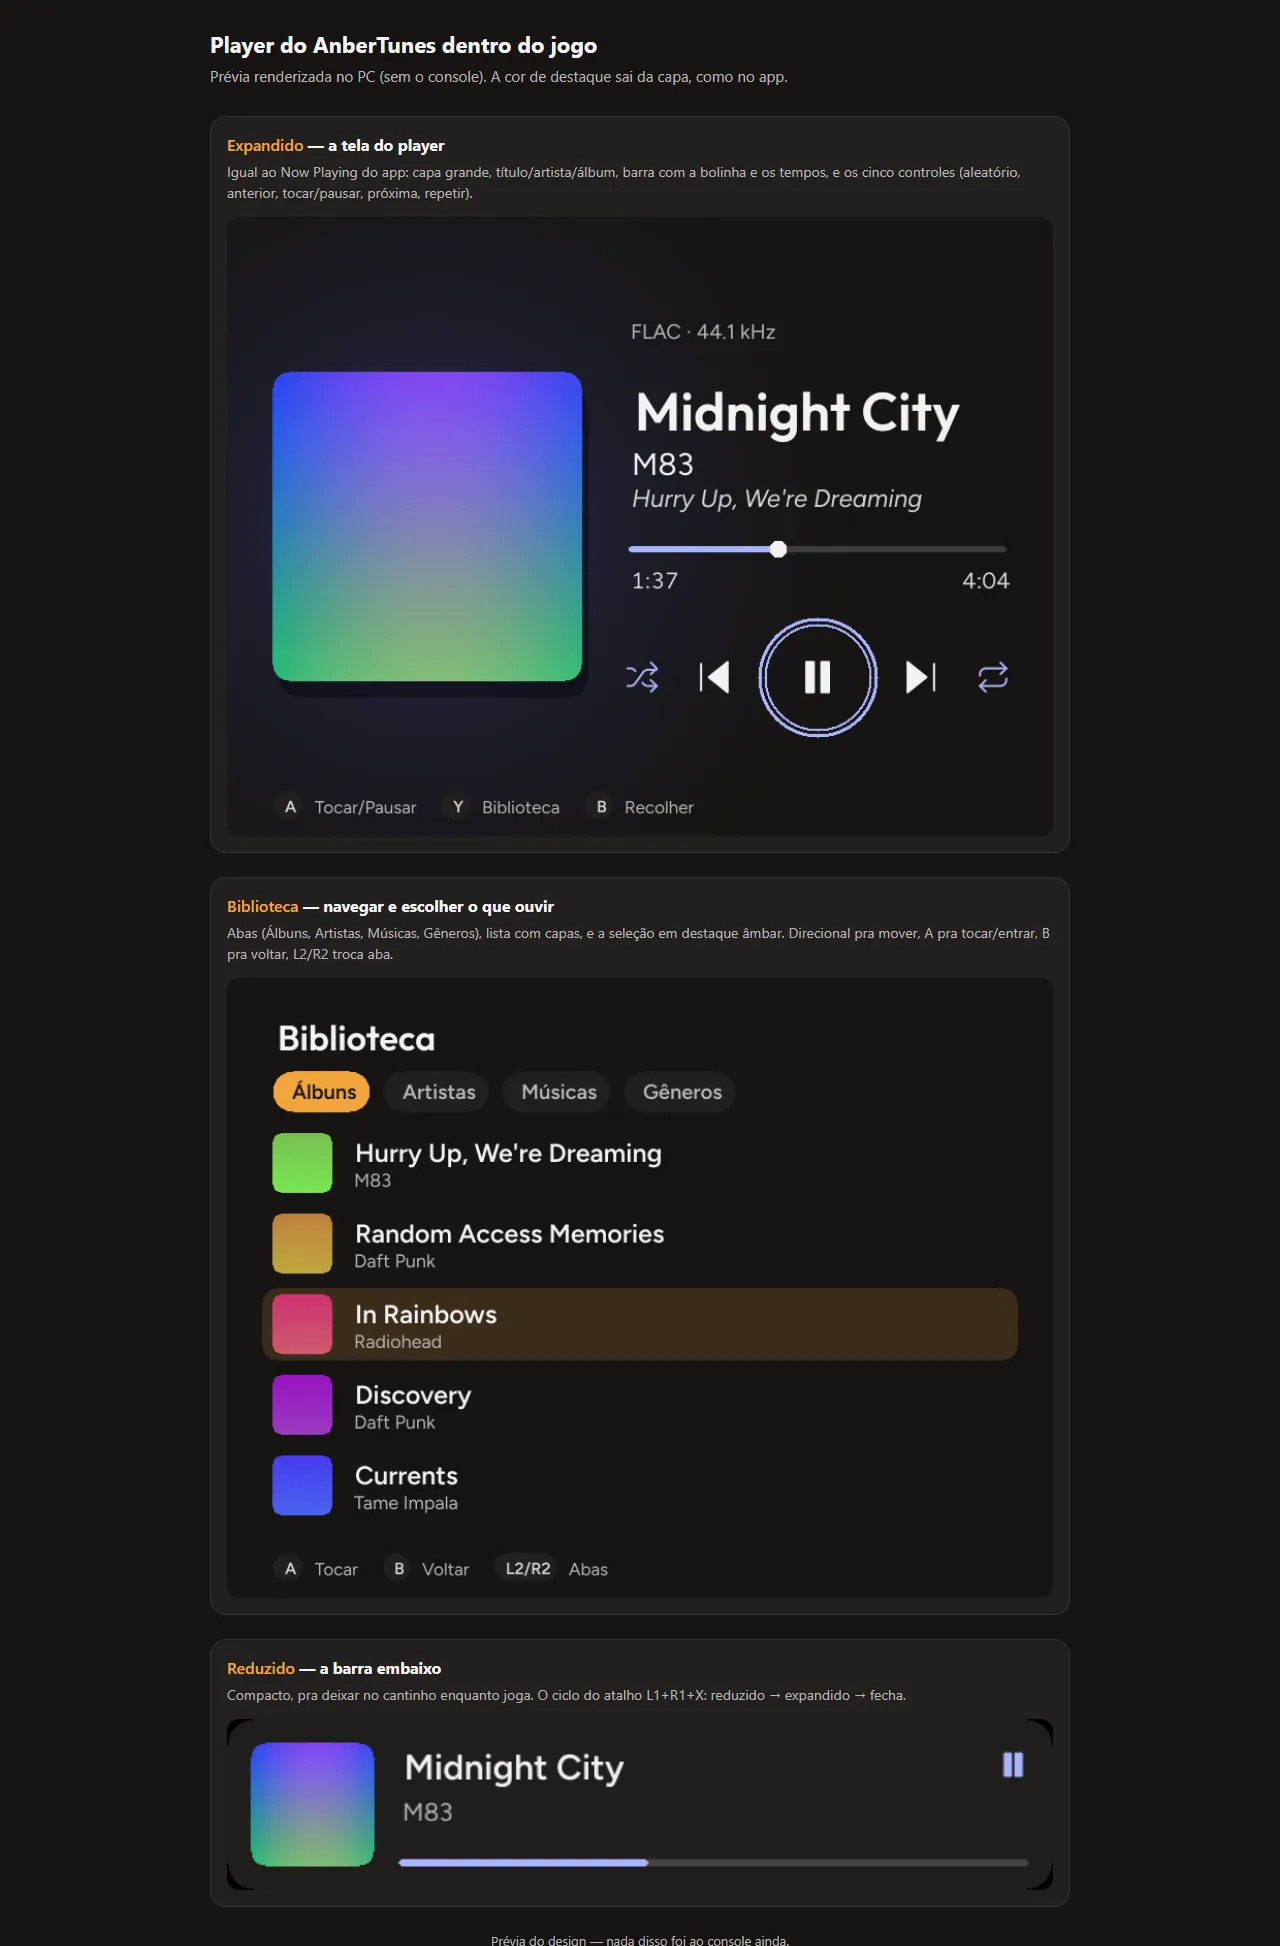 Player do AnberTunes dentro do jogo
Prévia renderizada no PC (sem o console). A cor de destaque sai da capa, como no app.
Expandido — a tela do player
Igual ao Now Playing do app: capa grande, título/artista/álbum, barra com a bolinha e os tempos, e os cinco controles (aleatório,
anterior, tocar/pausar, próxima, repetir).
FLAC · 44.1 kHz
Midnight City
M83
Hurry Up, We're Dreaming
1:37 4:04
A Tocar/Pausar Y Biblioteca B Recolher
Biblioteca — navegar e escolher o que ouvir
Abas (Álbuns, Artistas, Músicas, Gêneros), lista com capas, e a seleção em destaque âmbar. Direcional pra mover, A pra tocar/entrar, B
pra voltar, L2/R2 troca aba.
Biblioteca
Álbuns Artistas Músicas Gêneros
Hurry Up, We're Dreaming
M83
Random Access Memories
Daft Punk
In Rainbows
Radiohead
Discovery
Daft Punk
Currents
Tame Impala
A Tocar B Voltar L2/R2 Abas
Reduzido — a barra embaixo
Compacto, pra deixar no cantinho enquanto joga. O ciclo do atalho L1+R1+X: reduzido → expandido → fecha.
Midnight City
M83
Prévia do design — nada disso foi ao console ainda.